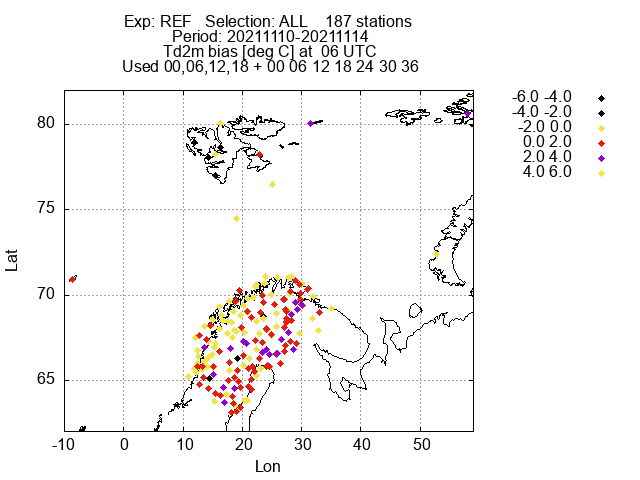 Exp: REF Selection: ALL 187 stations
Period: 20211110-20211114
Td2m bias [deg C] at 06 UTC
Used 00,06,12,18 + 00 06 12 18 24 30 36
-6.0 -4.0
-4.0 -2.0
-2.0 0.0
0.0 2.0
2.0 4.0
4.0 6.0
80
75
70
65
Lat
-10 0 10 20 30 40 50
Lon